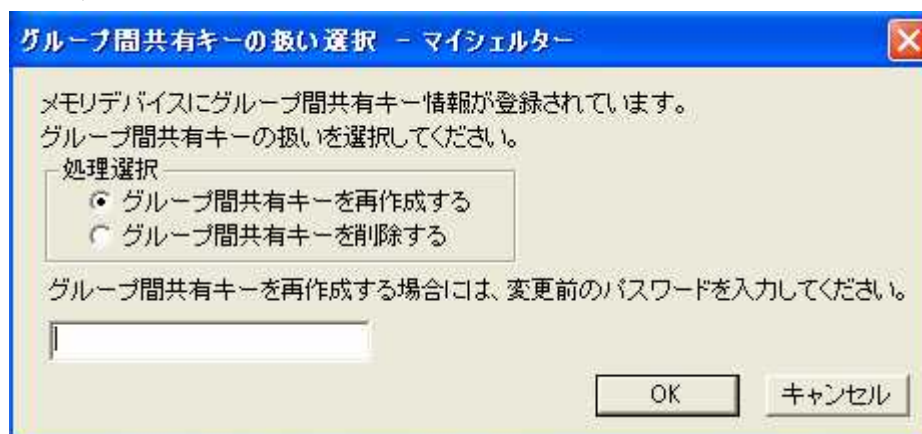 グループ間共有キーの扱い選択 － マイシェルター
メモリデバイスにグループ間共有キー情報が登録されています。
グループ間共有キーの扱いを選択してください。
処理選択
グループ間共有キーを再作成する
グループ間共有キーを削除する
グループ間共有キーを再作成する場合には、変更前のパスワードを入力してください。
OK
キャンセル